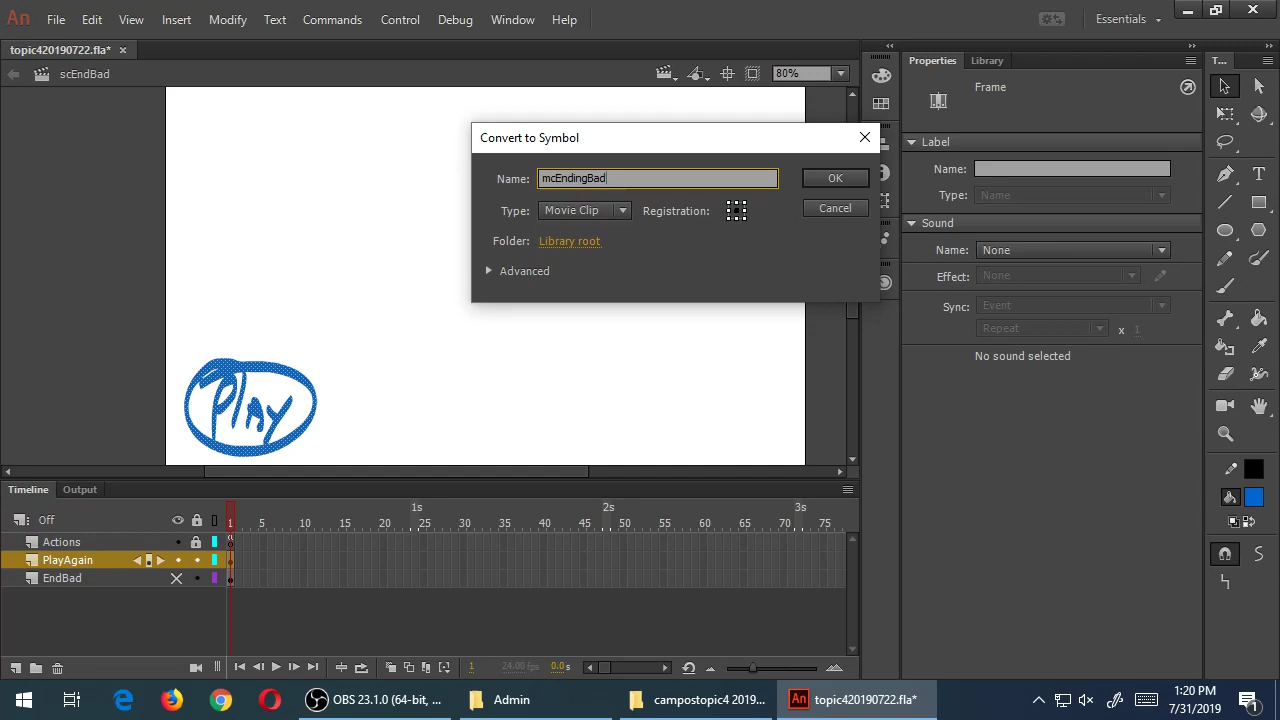 An File Edit View Insert Modify Text Commands Control Debug Window Help Essentials
topic420190722.fla* ×
scEndBad 80%
Properties Library T...
Frame
Label
Name:
Type: Name
Sound
Name: None
Effect: None
Sync: Event
Repeat x 1
No sound selected
Convert to Symbol
Name: mcEndingBad OK
Type: Movie Clip Registration: Cancel
Folder: Library root
Advanced
Play
Timeline Output
1s 2s 3s
Off 1 5 10 15 20 25 30 35 40 45 50 55 60 65 70 75
Actions
PlayAgain
EndBad
1 24.00 fps 0.0 s
OBS 23.1.0 (64-bit, ... Admin campostopic4 2019... An topic420190722.fla* ...
1:20 PM
7/31/2019
1